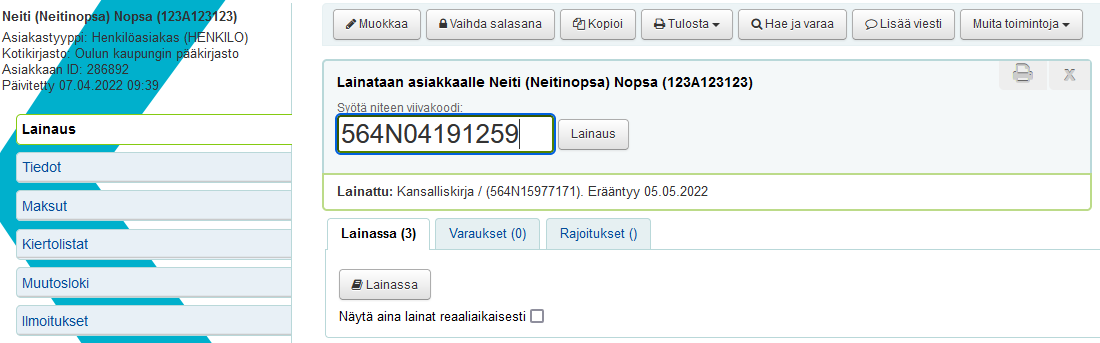 Neiti (Neitinopsa) Nopsa (123A123123)
Asiakastyyppi: Henkilöasiakas (HENKILO)
Kotikirjasto: Oulun kaupungin pääkirjasto
Asiakkaan ID: 286892
Päivitetty 07.04.2022 09:39
Lainaus
Tiedot
Maksut
Kiertolistat
Muutosloki
Ilmoitukset
Muokkaa Vaihda salasana Kopioi Tulosta Hae ja varaa Lisää viesti Muita toimintoja
Lainataan asiakkaalle Neiti (Neitinopsa) Nopsa (123A123123)
x
Syötä niteen viivakoodi:
564N04191259 Lainaus
Lainattu: Kansalliskirja / (564N15977171). Erääntyy 05.05.2022
Lainassa (3) Varaukset (0) Rajoitukset ()
Lainassa
Näytä aina lainat reaaliaikaisesti